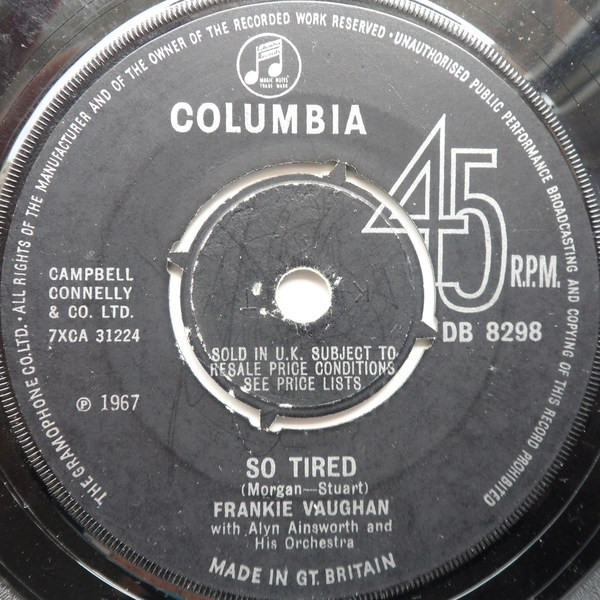 THE GRAMOPHONE CO. LTD. · ALL RIGHTS OF THE MANUFACTURER AND OF THE OWNER OF THE RECORDED WORK RESERVED · UNAUTHORISED PUBLIC PERFORMANCE BROADCASTING AND COPYING OF THIS RECORD PROHIBITED
MAGIC NOTES
TRADE MARK
COLUMBIA
45
R.P.M.
CAMPBELL
CONNELLY
& CO. LTD.
7XCA 31224
DB 8298
SOLD IN U.K. SUBJECT TO
RESALE PRICE CONDITIONS
SEE PRICE LISTS
℗ 1967
SO TIRED
(Morgan—Stuart)
FRANKIE VAUGHAN
with Alyn Ainsworth and
His Orchestra
MADE IN GT. BRITAIN